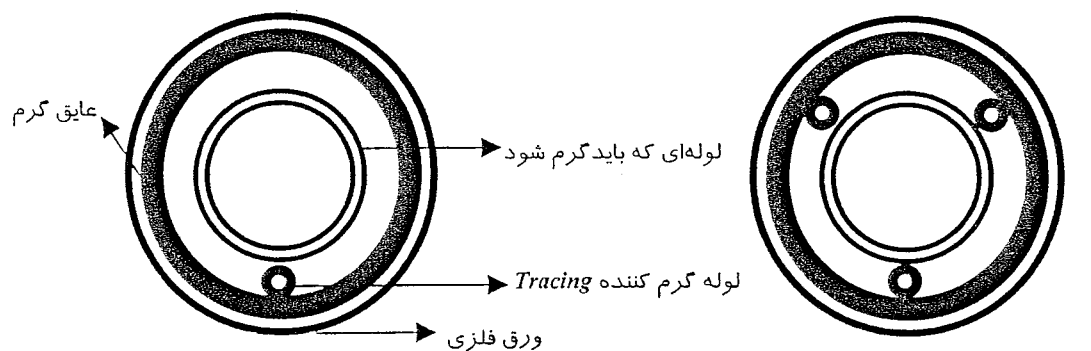 عایق گرم
لوله‌ای که باید گرم شود
لوله گرم کننده Tracing
ورق فلزی